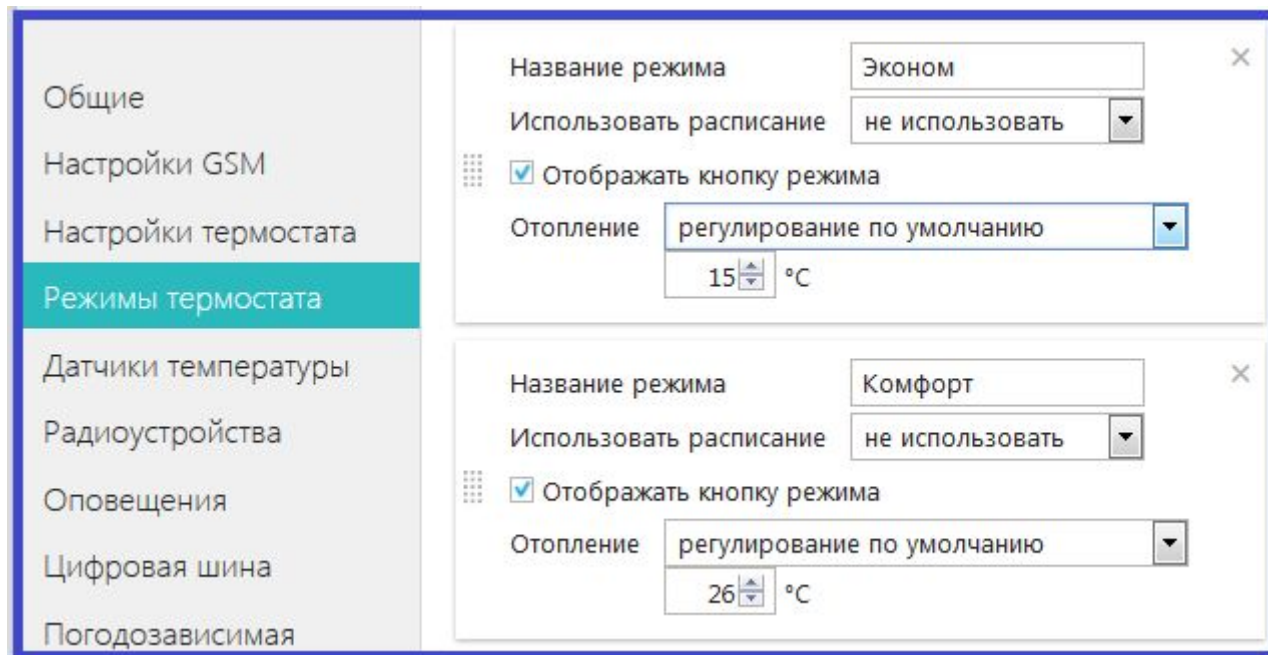 Общие
Настройки GSM
Настройки термостата
Режимы термостата
Датчики температуры
Радиоустройства
Оповещения
Цифровая шина
Погодозависимая
Название режима Эконом
Использовать расписание не использовать
Отображать кнопку режима
Отопление регулирование по умолчанию
15 °C
Название режима Комфорт
Использовать расписание не использовать
Отображать кнопку режима
Отопление регулирование по умолчанию
26 °C